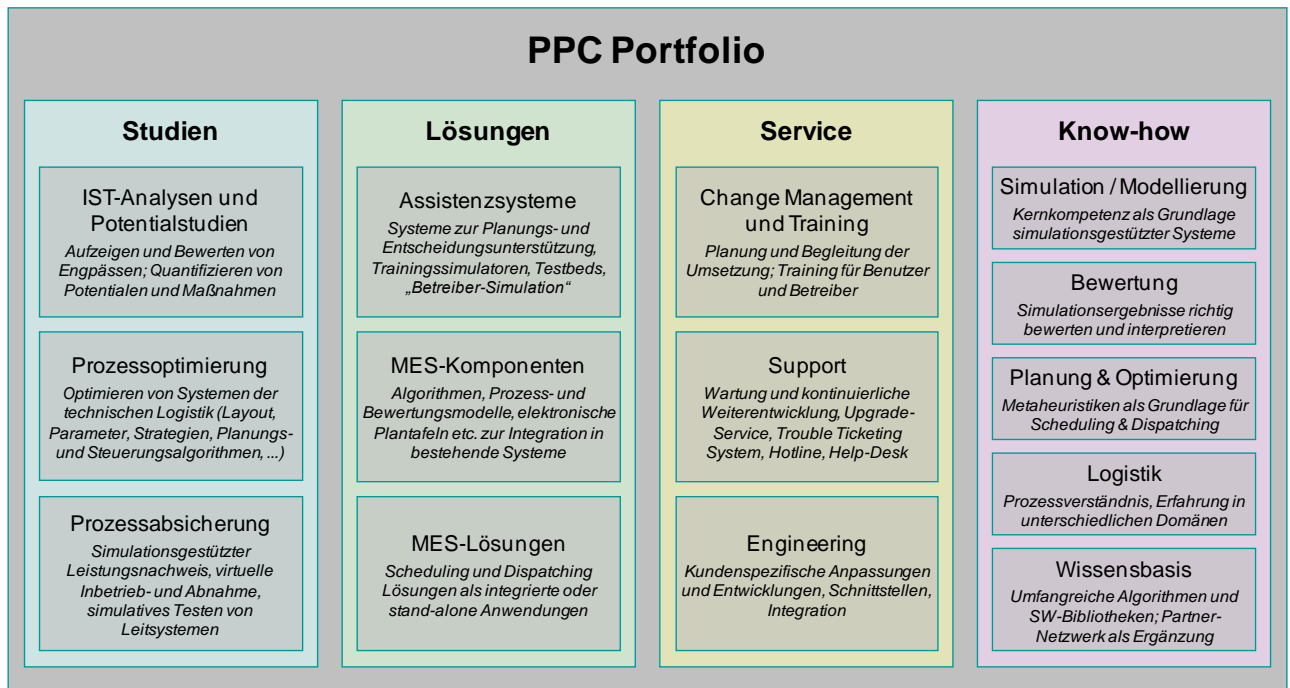 PPC Portfolio
Studien
IST-Analysen und
Potentialstudien
Aufzeigen und Bewerten von
Engpässen; Quantifizieren von
Potentialen und Maßnahmen
Prozessoptimierung
Optimieren von Systemen der
technischen Logistik (Layout,
Parameter, Strategien, Planungs-
und Steuerungsalgorithmen, ...)
Prozessabsicherung
Simulationsgestützter
Leistungsnachweis, virtuelle
Inbetrieb- und Abnahme,
simulatives Testen von
Leitsystemen
Lösungen
Assistenzsysteme
Systeme zur Planungs- und
Entscheidungsunterstützung,
Trainingssimulatoren, Testbeds,
„Betreiber-Simulation“
MES-Komponenten
Algorithmen, Prozess- und
Bewertungsmodelle, elektronische
Plantafeln etc. zur Integration in
bestehende Systeme
MES-Lösungen
Scheduling und Dispatching
Lösungen als integrierte oder
stand-alone Anwendungen
Service
Change Management
und Training
Planung und Begleitung der
Umsetzung; Training für Benutzer
und Betreiber
Support
Wartung und kontinuierliche
Weiterentwicklung, Upgrade-
Service, Trouble Ticketing
System, Hotline, Help-Desk
Engineering
Kundenspezifische Anpassungen
und Entwicklungen, Schnittstellen,
Integration
Know-how
Simulation / Modellierung
Kernkompetenz als Grundlage
simulationsgestützter Systeme
Bewertung
Simulationsergebnisse richtig
bewerten und interpretieren
Planung & Optimierung
Metaheuristiken als Grundlage für
Scheduling & Dispatching
Logistik
Prozessverständnis, Erfahrung in
unterschiedlichen Domänen
Wissensbasis
Umfangreiche Algorithmen und
SW-Bibliotheken; Partner-
Netzwerk als Ergänzung